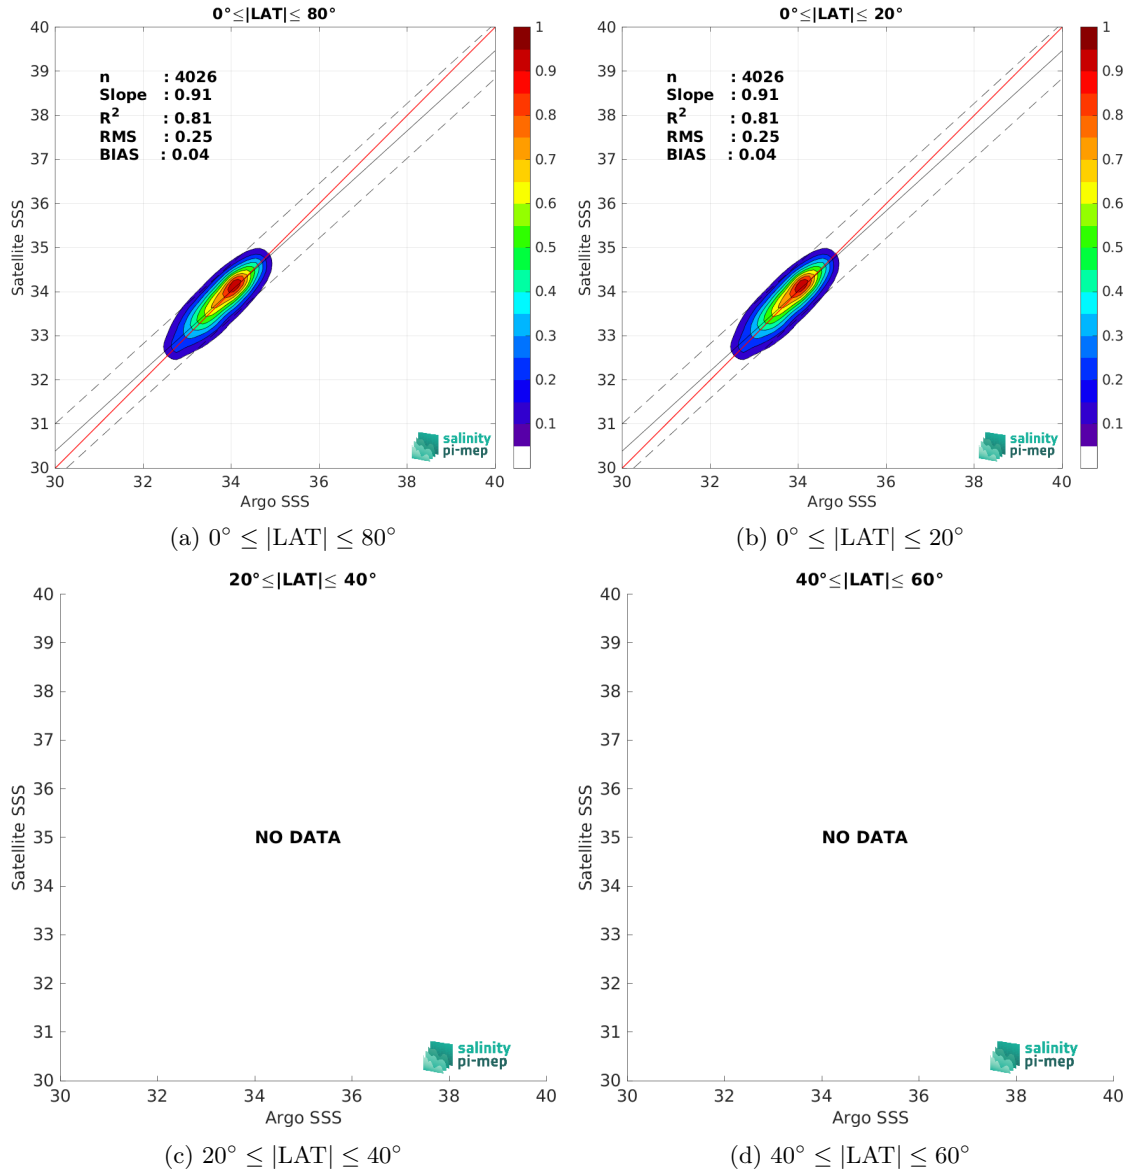 0°≤|LAT|≤ 80°
40
39
38
37
36
35
34
33
32
31
30
Satellite SSS
n : 4026
Slope : 0.91
R2 : 0.81
RMS : 0.25
BIAS : 0.04
salinity
pi-mep
30 32 34 36 38 40
Argo SSS
1
0.9
0.8
0.7
0.6
0.5
0.4
0.3
0.2
0.1
(a) 0° ≤ |LAT| ≤ 80°
0°≤|LAT|≤ 20°
40
39
38
37
36
35
34
33
32
31
30
Satellite SSS
n : 4026
Slope : 0.91
R2 : 0.81
RMS : 0.25
BIAS : 0.04
salinity
pi-mep
30 32 34 36 38 40
Argo SSS
1
0.9
0.8
0.7
0.6
0.5
0.4
0.3
0.2
0.1
(b) 0° ≤ |LAT| ≤ 20°
20°≤|LAT|≤ 40°
40
39
38
37
36
35
34
33
32
31
30
Satellite SSS
NO DATA
salinity
pi-mep
30 32 34 36 38 40
Argo SSS
(c) 20° ≤ |LAT| ≤ 40°
40°≤|LAT|≤ 60°
40
39
38
37
36
35
34
33
32
31
30
Satellite SSS
NO DATA
salinity
pi-mep
30 32 34 36 38 40
Argo SSS
(d) 40° ≤ |LAT| ≤ 60°